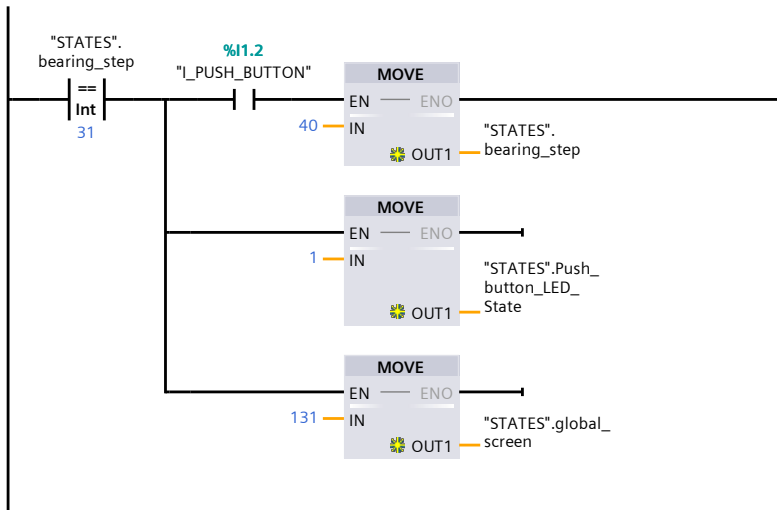 "STATES".
bearing_step
==
Int
31
%I1.2
"I_PUSH_BUTTON"
MOVE
EN ENO
40 IN
OUT1
"STATES".
bearing_step
MOVE
EN ENO
1 IN
OUT1
"STATES".Push_
button_LED_
State
MOVE
EN ENO
131 IN
OUT1
"STATES".global_
screen